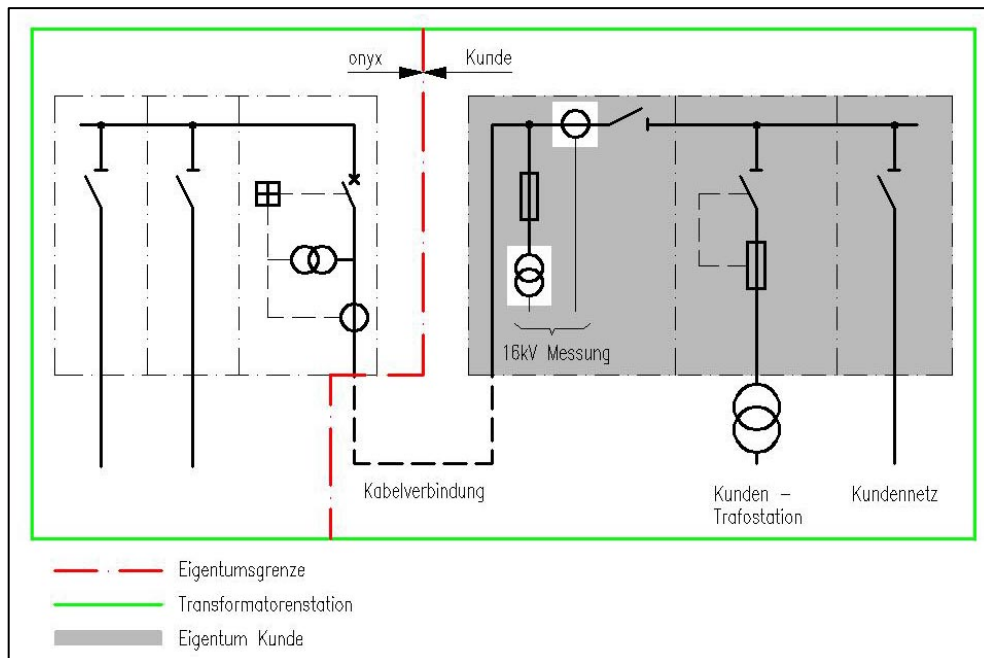 onyx
Kunde
16kV Messung
Kabelverbindung
Kunden –
Trafostation
Kundennetz
Eigentumsgrenze
Transformatorenstation
Eigentum Kunde